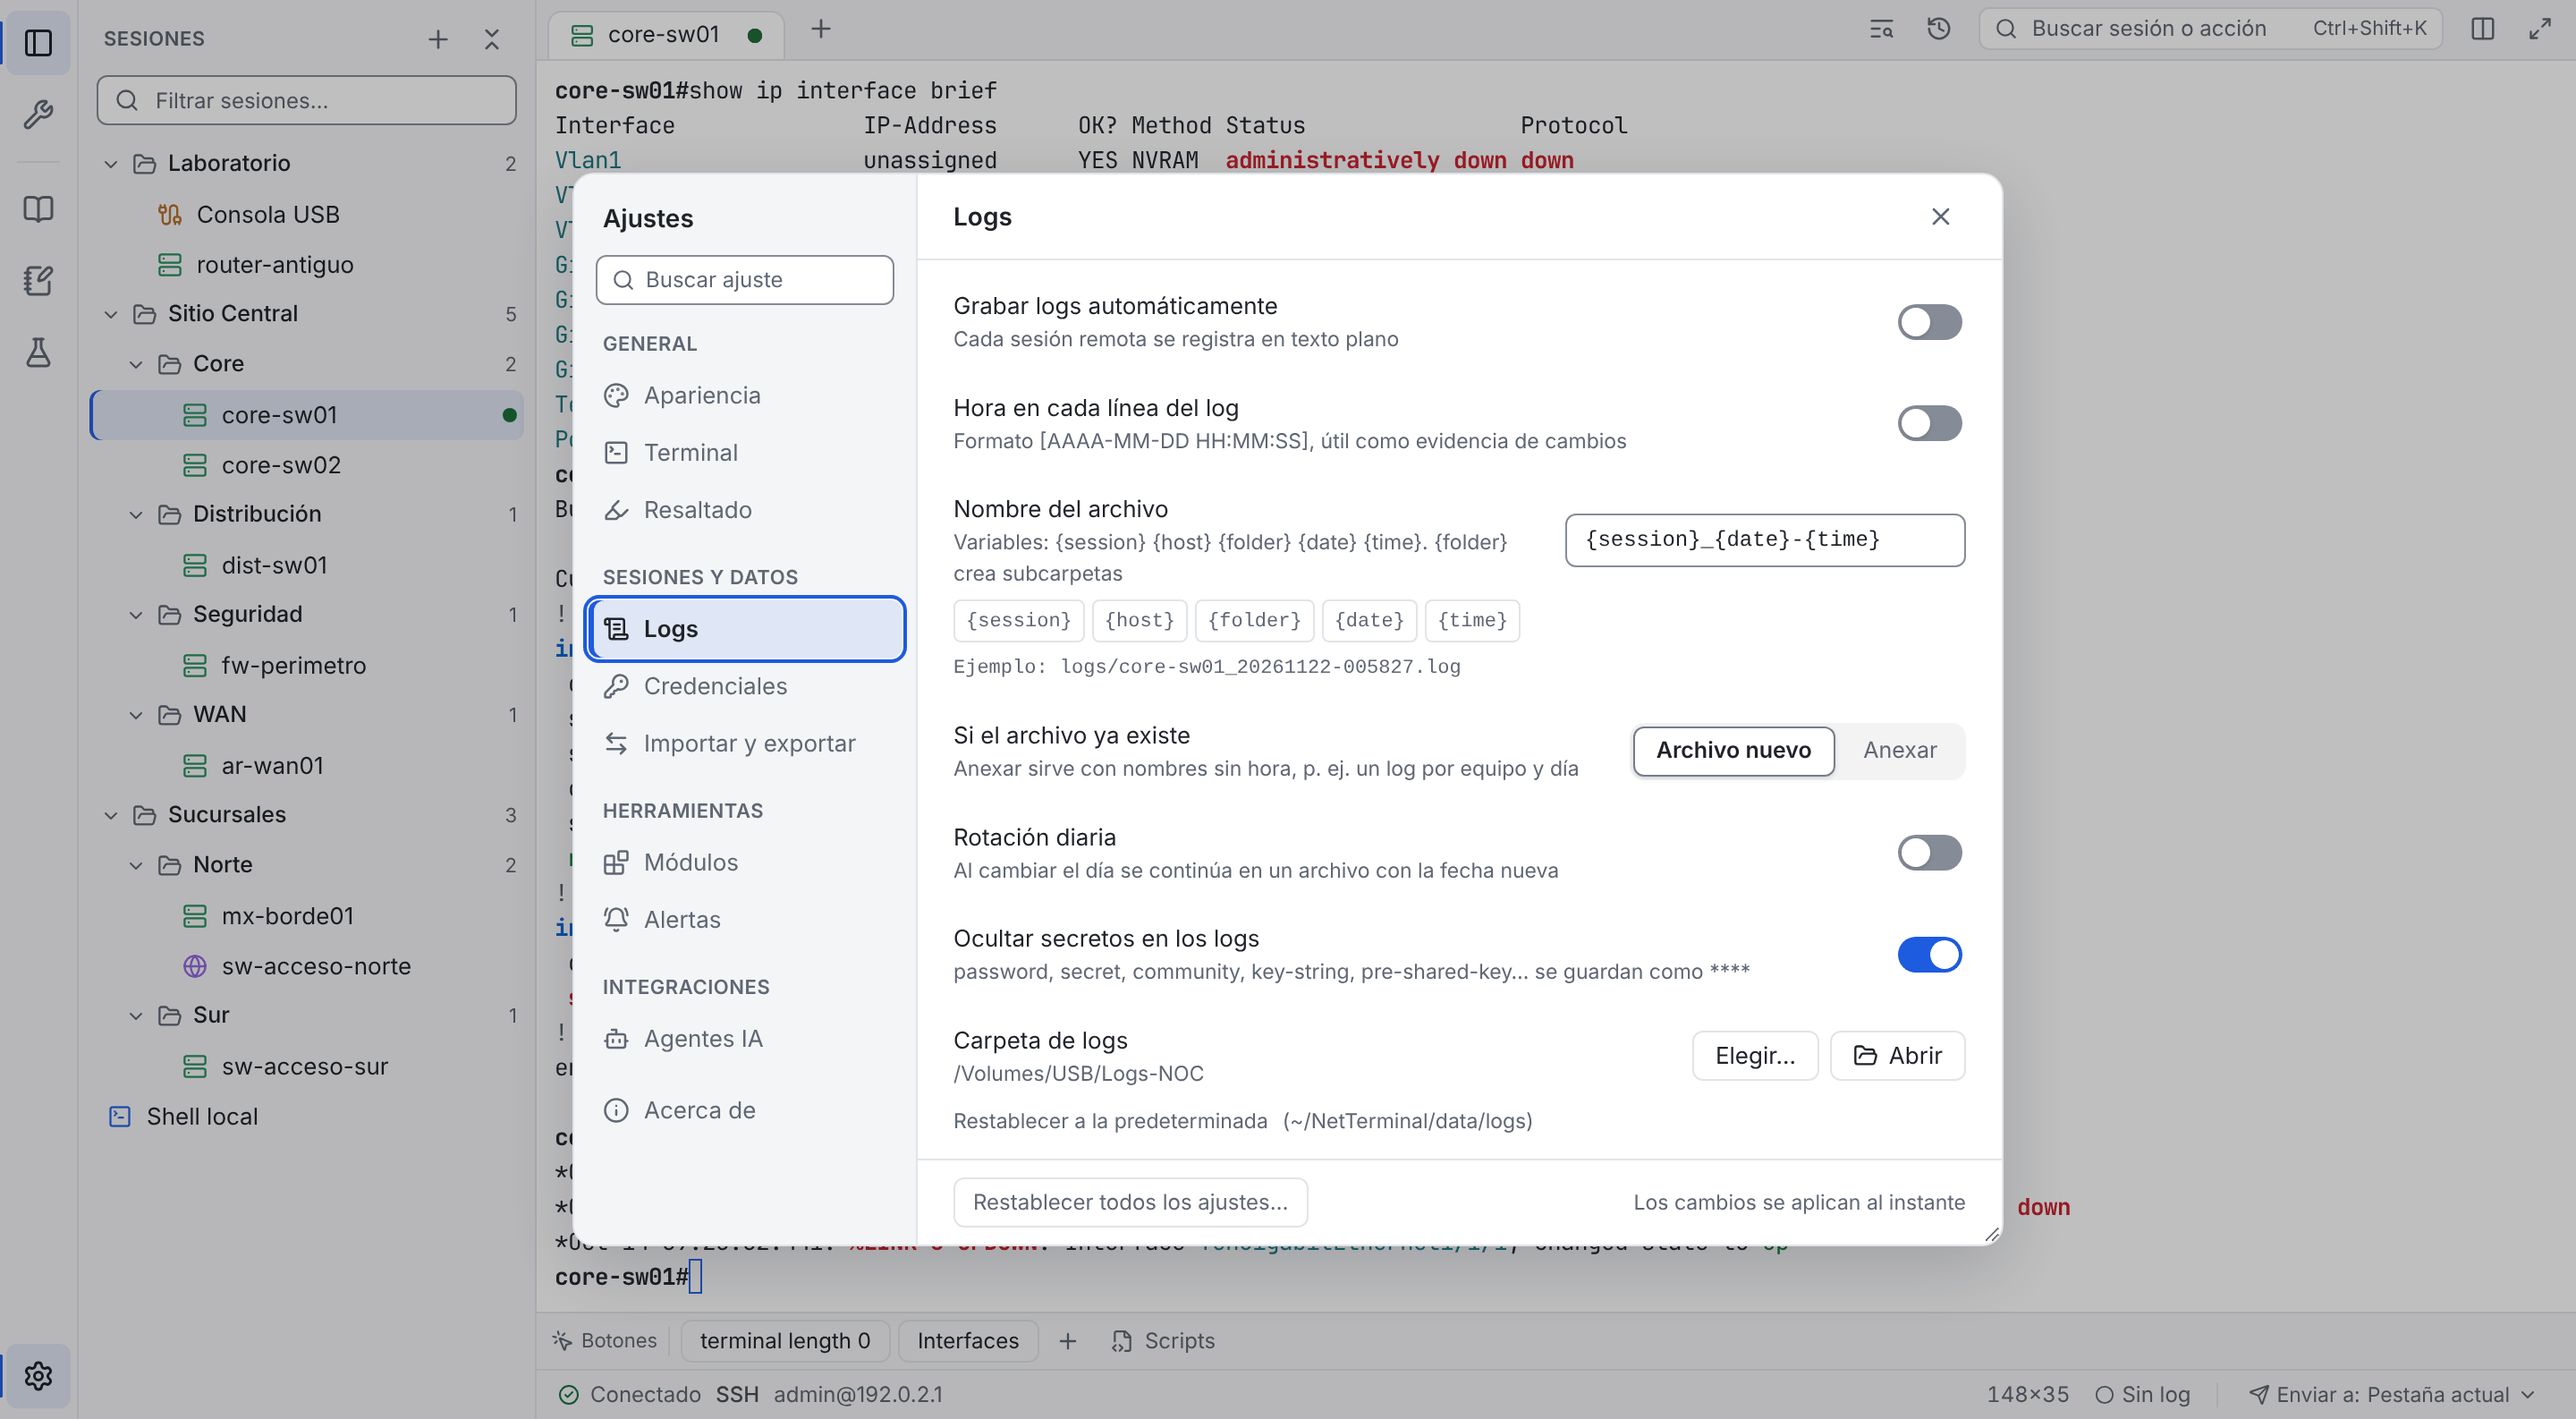 SESIONES
Filtrar sesiones...
Laboratorio 2
Consola USB
router-antiguo
Sitio Central 5
Core 2
core-sw01
core-sw02
Distribución 1
dist-sw01
Seguridad 1
fw-perimetro
WAN 1
ar-wan01
Sucursales 3
Norte 2
mx-borde01
sw-acceso-norte
Sur 1
sw-acceso-sur
Shell local
core-sw01
Buscar sesión o acción Ctrl+Shift+K
core-sw01#show ip interface brief
Interface IP-Address OK? Method Status Protocol
Vlan1 unassigned YES NVRAM administratively down down
Ajustes
Buscar ajuste
GENERAL
Apariencia
Terminal
Resaltado
SESIONES Y DATOS
Logs
Credenciales
Importar y exportar
HERRAMIENTAS
Módulos
Alertas
INTEGRACIONES
Agentes IA
Acerca de
Logs
Grabar logs automáticamente
Cada sesión remota se registra en texto plano
Hora en cada línea del log
Formato [AAAA-MM-DD HH:MM:SS], útil como evidencia de cambios
Nombre del archivo
Variables: {session} {host} {folder} {date} {time}. {folder}
crea subcarpetas
{session}_{date}-{time}
{session} {host} {folder} {date} {time}
Ejemplo: logs/core-sw01_20261122-005827.log
Si el archivo ya existe
Anexar sirve con nombres sin hora, p. ej. un log por equipo y día
Archivo nuevo Anexar
Rotación diaria
Al cambiar el día se continúa en un archivo con la fecha nueva
Ocultar secretos en los logs
password, secret, community, key-string, pre-shared-key... se guardan como ****
Carpeta de logs
/Volumes/USB/Logs-NOC
Elegir... Abrir
Restablecer a la predeterminada (~/NetTerminal/data/logs)
Restablecer todos los ajustes...
Los cambios se aplican al instante
down
core-sw01#
Botones terminal length 0 Interfaces Scripts
Conectado SSH admin@192.0.2.1
148×35 Sin log Enviar a: Pestaña actual